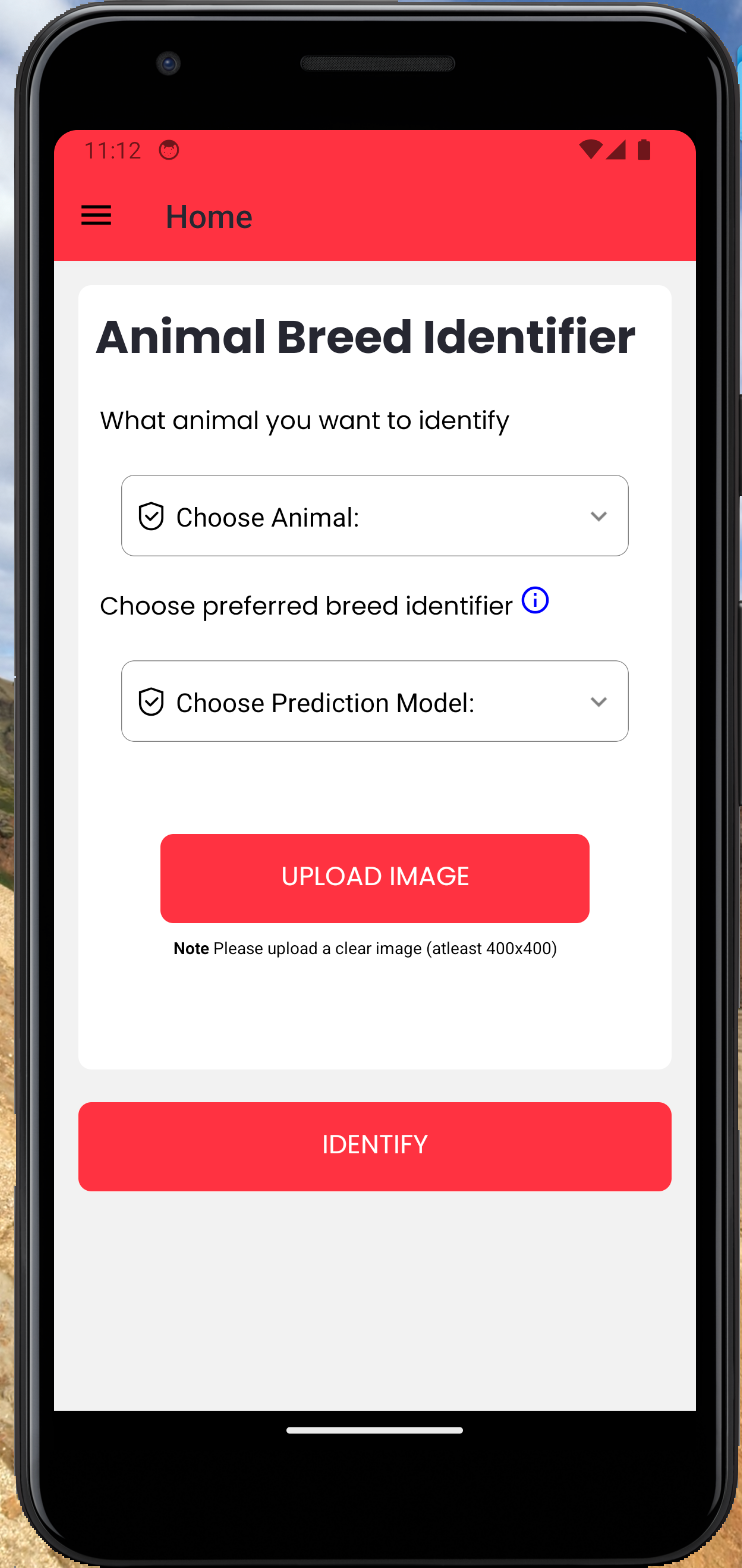 11:12
Home
Animal Breed Identifier
What animal you want to identify
Choose Animal:
Choose preferred breed identifier
Choose Prediction Model:
UPLOAD IMAGE
Note Please upload a clear image (atleast 400x400)
IDENTIFY